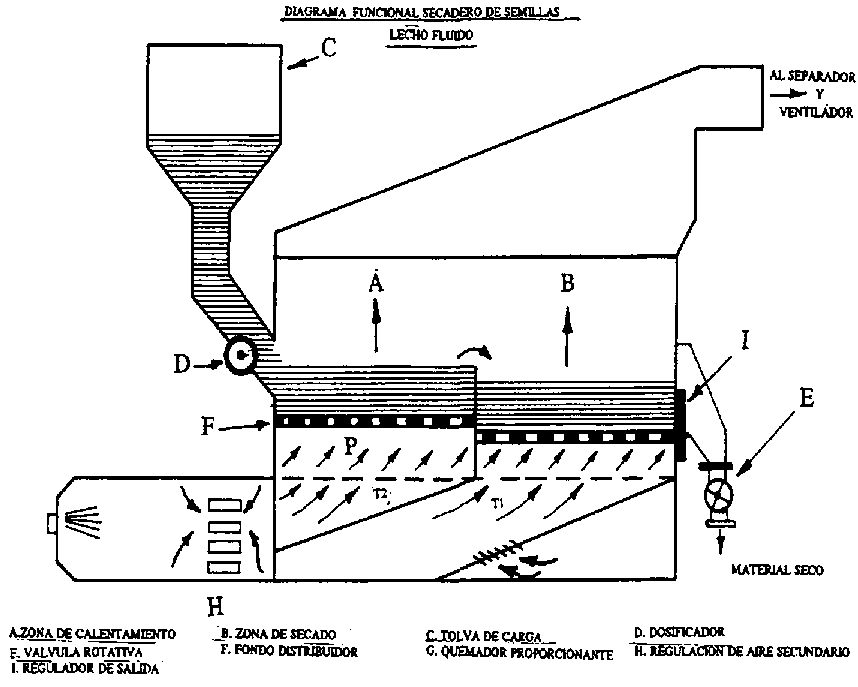 DIAGRAMA FUNCIONAL SECADERO DE SEMILLAS
LECHO FLUIDO
C
AL SEPARADOR
Y
VENTILADOR
A
B
I
D
E
F
P
T2
T1
MATERIAL SECO
H
A.ZONA DE CALENTAMIENTO
B. ZONA DE SECADO
C.TOLVA DE CARGA
D. DOSIFICADOR
E. VALVULA ROTATIVA
F. FONDO DISTRIBUIDOR
G. QUEMADOR PROPORCIONANTE
H. REGULACION DE AIRE SECUNDARIO
I. REGULADOR DE SALIDA